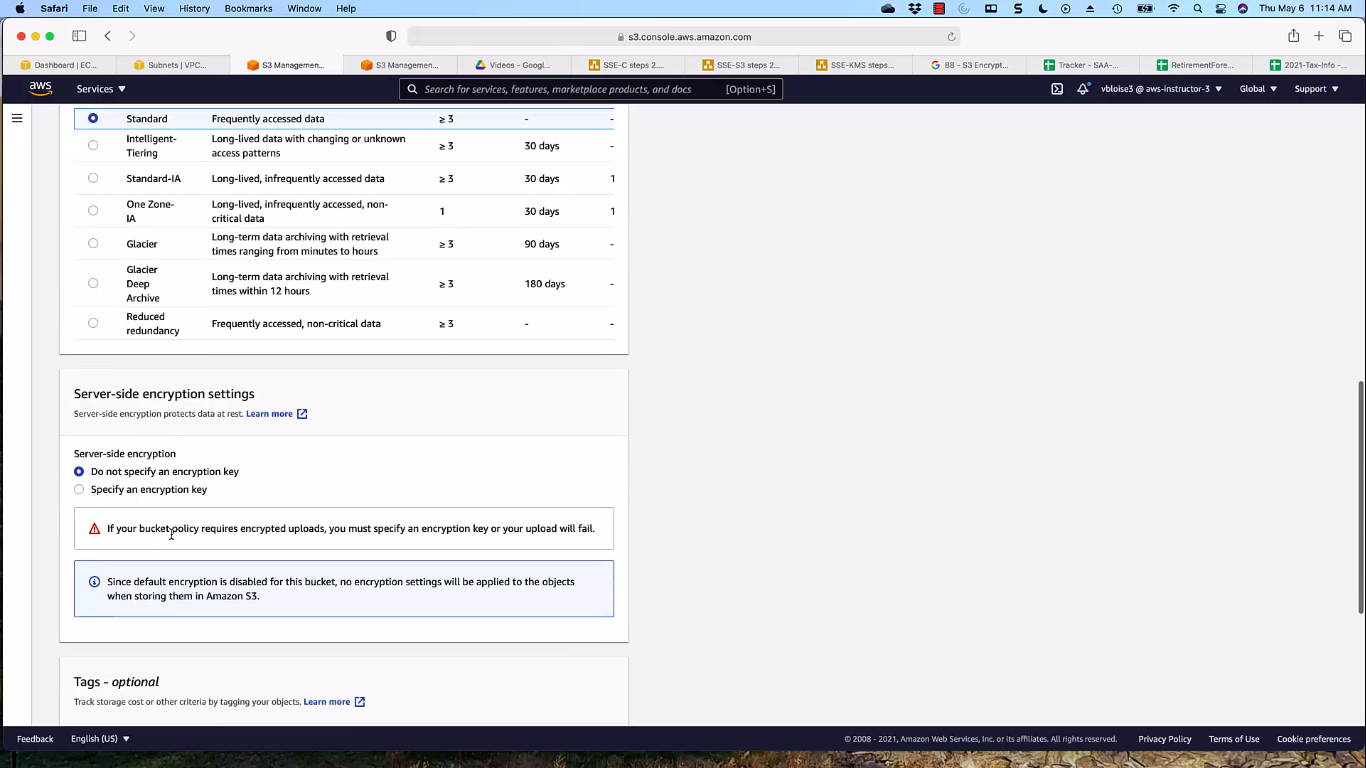 Safari File Edit View History Bookmarks Window Help Thu May 6 11:14 AM
s3.console.aws.amazon.com
Dashboard | EC... Subnets | VPC... S3 Managemen... S3 Managemen... Videos - Googl... SSE-C steps 2... SSE-S3 steps 2... SSE-KMS steps... 88 - S3 Encrypt... Tracker - SAA-... RetirementFore... 2021-Tax-Info -...
aws Services Search for services, features, marketplace products, and docs [Option+S] vbloise3 @ aws-instructor-3 Global Support
Standard Frequently accessed data ≥ 3 - -
Intelligent- Long-lived data with changing or unknown ≥ 3 30 days -
Tiering access patterns
Standard-IA Long-lived, infrequently accessed data ≥ 3 30 days 1
One Zone- Long-lived, infrequently accessed, non- 1 30 days 1
IA critical data
Glacier Long-term data archiving with retrieval ≥ 3 90 days -
times ranging from minutes to hours
Glacier
Deep Long-term data archiving with retrieval ≥ 3 180 days -
Archive times within 12 hours
Reduced Frequently accessed, non-critical data ≥ 3 - -
redundancy
Server-side encryption settings
Server-side encryption protects data at rest. Learn more
Server-side encryption
Do not specify an encryption key
Specify an encryption key
If your bucket policy requires encrypted uploads, you must specify an encryption key or your upload will fail.
Since default encryption is disabled for this bucket, no encryption settings will be applied to the objects
when storing them in Amazon S3.
Tags - optional
Track storage cost or other criteria by tagging your objects. Learn more
Feedback English (US) © 2008 - 2021, Amazon Web Services, Inc. or its affiliates. All rights reserved. Privacy Policy Terms of Use Cookie preferences